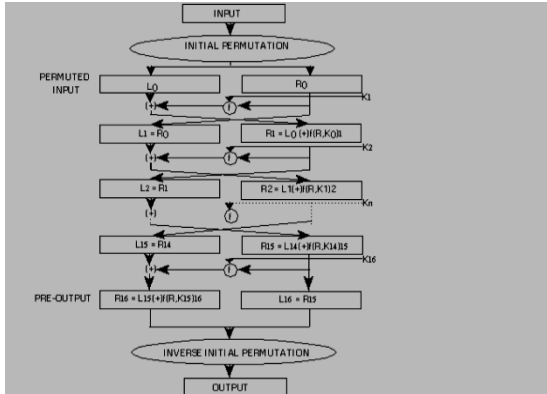 INPUT
INITIAL PERMUTATION
PERMUTED
INPUT
L0
R0
K1
(+)
f
L1 = R0
R1 = L0 (+)f(R,K0)1
K2
(+)
f
L2 = R1
R2 = L1(+)f(R,K1)2
Kn
(+)
f
L15 = R14
R15 = L14(+)f(R,K14)15
K16
(+)
f
PRE-OUTPUT
R16 = L15(+)f(R,K15)16
L16 = R15
INVERSE INITIAL PERMUTATION
OUTPUT